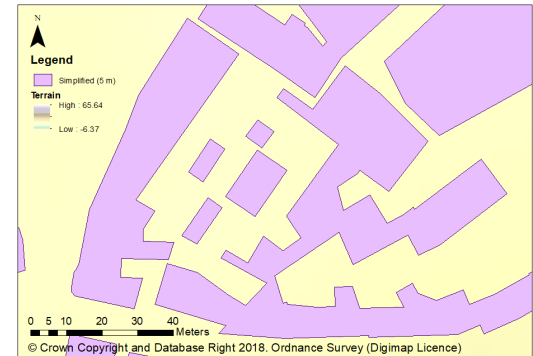 N
Legend
Simplified (5 m)
Terrain
High : 65.64
Low : -6.37
0 5 10 20 30 40
Meters
© Crown Copyright and Database Right 2018. Ordnance Survey (Digimap Licence)